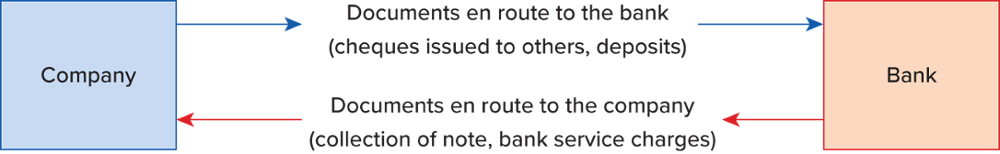 Documents en route to the bank
(cheques issued to others, deposits)
Company
Bank
Documents en route to the company
(collection of note, bank service charges)